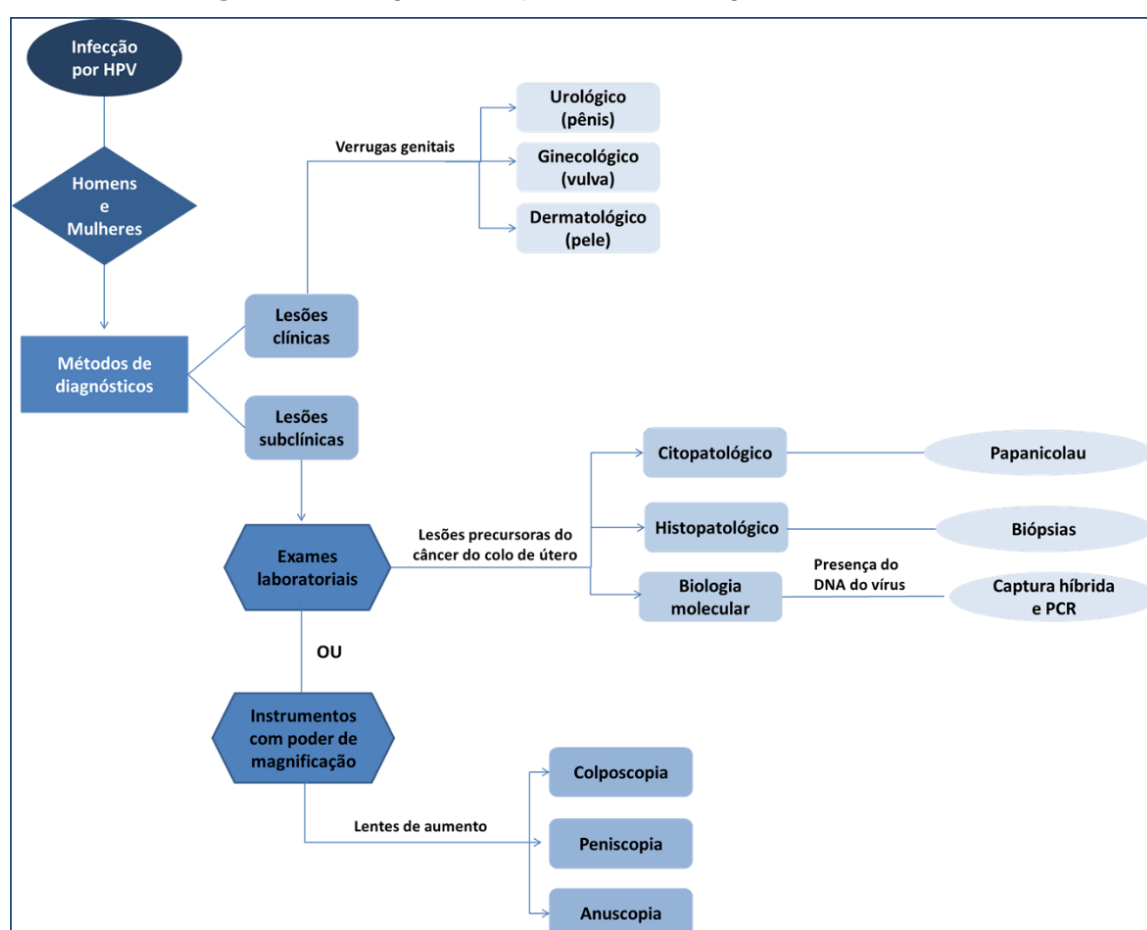 Infecção
por HPV
Homens
e
Mulheres
Métodos de
diagnósticos
Lesões
clínicas
Verrugas genitais
Urológico
(pênis)
Ginecológico
(vulva)
Dermatológico
(pele)
Lesões
subclínicas
Exames
laboratoriais
Lesões precursoras do
câncer do colo de útero
Citopatológico
Papanicolau
Histopatológico
Biópsias
Biologia
molecular
Presença do
DNA do vírus
Captura híbrida
e PCR
OU
Instrumentos
com poder de
magnificação
Lentes de aumento
Colposcopia
Peniscopia
Anuscopia